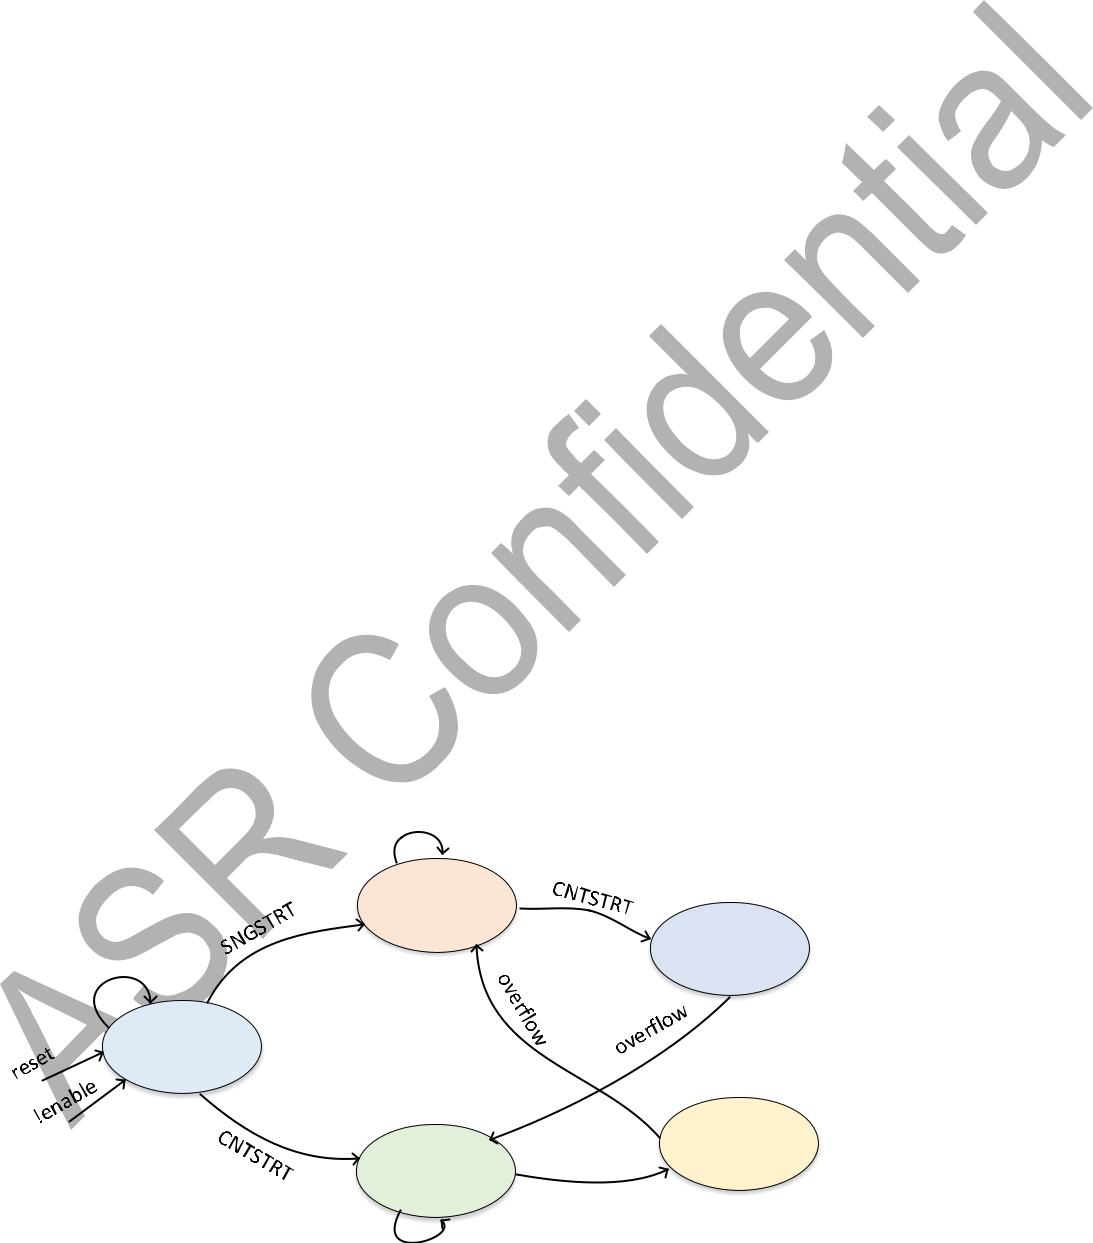 ASR Confidential
SNGSTRT
CNTSTRT
overflow
overflow
reset
!enable
CNTSTRT